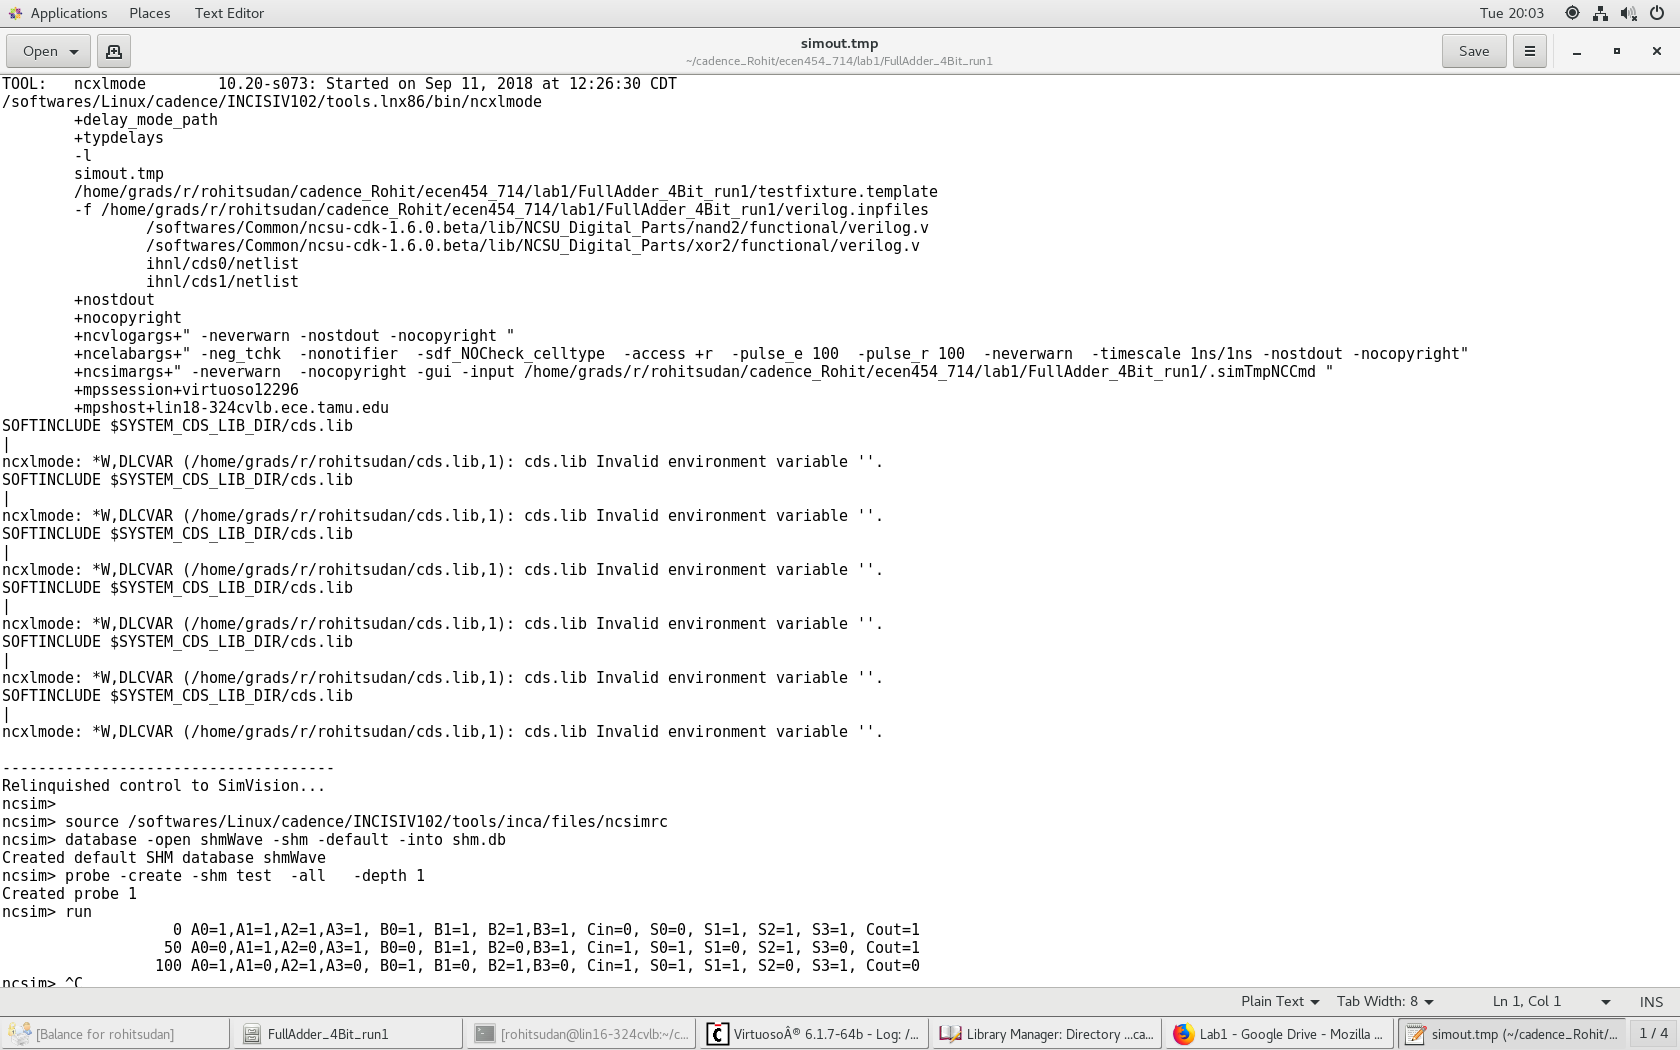 Applications Places Text Editor Tue 20:03
Open simout.tmp Save
~/cadence_Rohit/ecen454_714/lab1/FullAdder_4Bit_run1
TOOL:   ncxlmode        10.20-s073: Started on Sep 11, 2018 at 12:26:30 CDT
/softwares/Linux/cadence/INCISIV102/tools.lnx86/bin/ncxlmode
        +delay_mode_path
        +typdelays
        -l
        simout.tmp
        /home/grads/r/rohitsudan/cadence_Rohit/ecen454_714/lab1/FullAdder_4Bit_run1/testfixture.template
        -f /home/grads/r/rohitsudan/cadence_Rohit/ecen454_714/lab1/FullAdder_4Bit_run1/verilog.inpfiles
                /softwares/Common/ncsu-cdk-1.6.0.beta/lib/NCSU_Digital_Parts/nand2/functional/verilog.v
                /softwares/Common/ncsu-cdk-1.6.0.beta/lib/NCSU_Digital_Parts/xor2/functional/verilog.v
                ihnl/cds0/netlist
                ihnl/cds1/netlist
        +nostdout
        +nocopyright
        +ncvlogargs+" -neverwarn -nostdout -nocopyright "
        +ncelabargs+" -neg_tchk  -nonotifier  -sdf_NOCheck_celltype  -access +r  -pulse_e 100  -pulse_r 100  -neverwarn  -timescale 1ns/1ns -nostdout -nocopyright"
        +ncsimargs+" -neverwarn  -nocopyright -gui -input /home/grads/r/rohitsudan/cadence_Rohit/ecen454_714/lab1/FullAdder_4Bit_run1/.simTmpNCCmd "
        +mpssession+virtuoso12296
        +mpshost+lin18-324cvlb.ece.tamu.edu
SOFTINCLUDE $SYSTEM_CDS_LIB_DIR/cds.lib
|
ncxlmode: *W,DLCVAR (/home/grads/r/rohitsudan/cds.lib,1): cds.lib Invalid environment variable ''.
SOFTINCLUDE $SYSTEM_CDS_LIB_DIR/cds.lib
|
ncxlmode: *W,DLCVAR (/home/grads/r/rohitsudan/cds.lib,1): cds.lib Invalid environment variable ''.
SOFTINCLUDE $SYSTEM_CDS_LIB_DIR/cds.lib
|
ncxlmode: *W,DLCVAR (/home/grads/r/rohitsudan/cds.lib,1): cds.lib Invalid environment variable ''.
SOFTINCLUDE $SYSTEM_CDS_LIB_DIR/cds.lib
|
ncxlmode: *W,DLCVAR (/home/grads/r/rohitsudan/cds.lib,1): cds.lib Invalid environment variable ''.
SOFTINCLUDE $SYSTEM_CDS_LIB_DIR/cds.lib
|
ncxlmode: *W,DLCVAR (/home/grads/r/rohitsudan/cds.lib,1): cds.lib Invalid environment variable ''.
SOFTINCLUDE $SYSTEM_CDS_LIB_DIR/cds.lib
|
ncxlmode: *W,DLCVAR (/home/grads/r/rohitsudan/cds.lib,1): cds.lib Invalid environment variable ''.
-------------------------------------
Relinquished control to SimVision...
ncsim>
ncsim> source /softwares/Linux/cadence/INCISIV102/tools/inca/files/ncsimrc
ncsim> database -open shmWave -shm -default -into shm.db
Created default SHM database shmWave
ncsim> probe -create -shm test  -all   -depth 1
Created probe 1
ncsim> run
                   0 A0=1,A1=1,A2=1,A3=1, B0=1, B1=1, B2=1,B3=1, Cin=0, S0=0, S1=1, S2=1, S3=1, Cout=1
                  50 A0=0,A1=1,A2=0,A3=1, B0=0, B1=1, B2=0,B3=1, Cin=1, S0=1, S1=0, S2=1, S3=0, Cout=1
                 100 A0=1,A1=0,A2=1,A3=0, B0=1, B1=0, B2=1,B3=0, Cin=1, S0=1, S1=1, S2=0, S3=1, Cout=0
ncsim> ^C
Plain Text Tab Width: 8 Ln 1, Col 1 INS
[Balance for rohitsudan] FullAdder_4Bit_run1 [rohitsudan@lin16-324cvlb:~/c... VirtuosoÂ® 6.1.7-64b - Log: /... Library Manager: Directory ...ca... Lab1 - Google Drive - Mozilla ... simout.tmp (~/cadence_Rohit/... 1 / 4